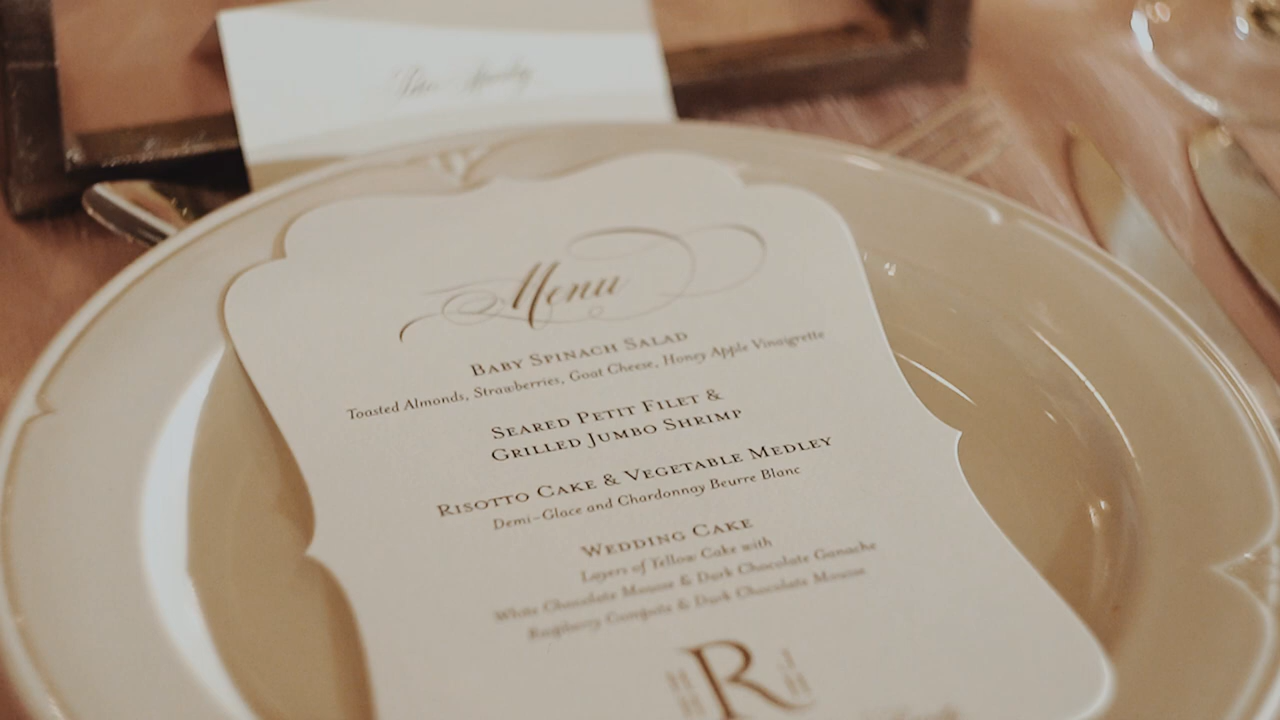 Menu
BABY SPINACH SALAD
Toasted Almonds, Strawberries, Goat Cheese, Honey Apple Vinaigrette
SEARED PETIT FILET &
GRILLED JUMBO SHRIMP
RISOTTO CAKE & VEGETABLE MEDLEY
Demi-Glace and Chardonnay Beurre Blanc
WEDDING CAKE
Layers of Yellow Cake with
White Chocolate Mousse & Dark Chocolate Ganache
Raspberry Compote & Dark Chocolate Mousse
R